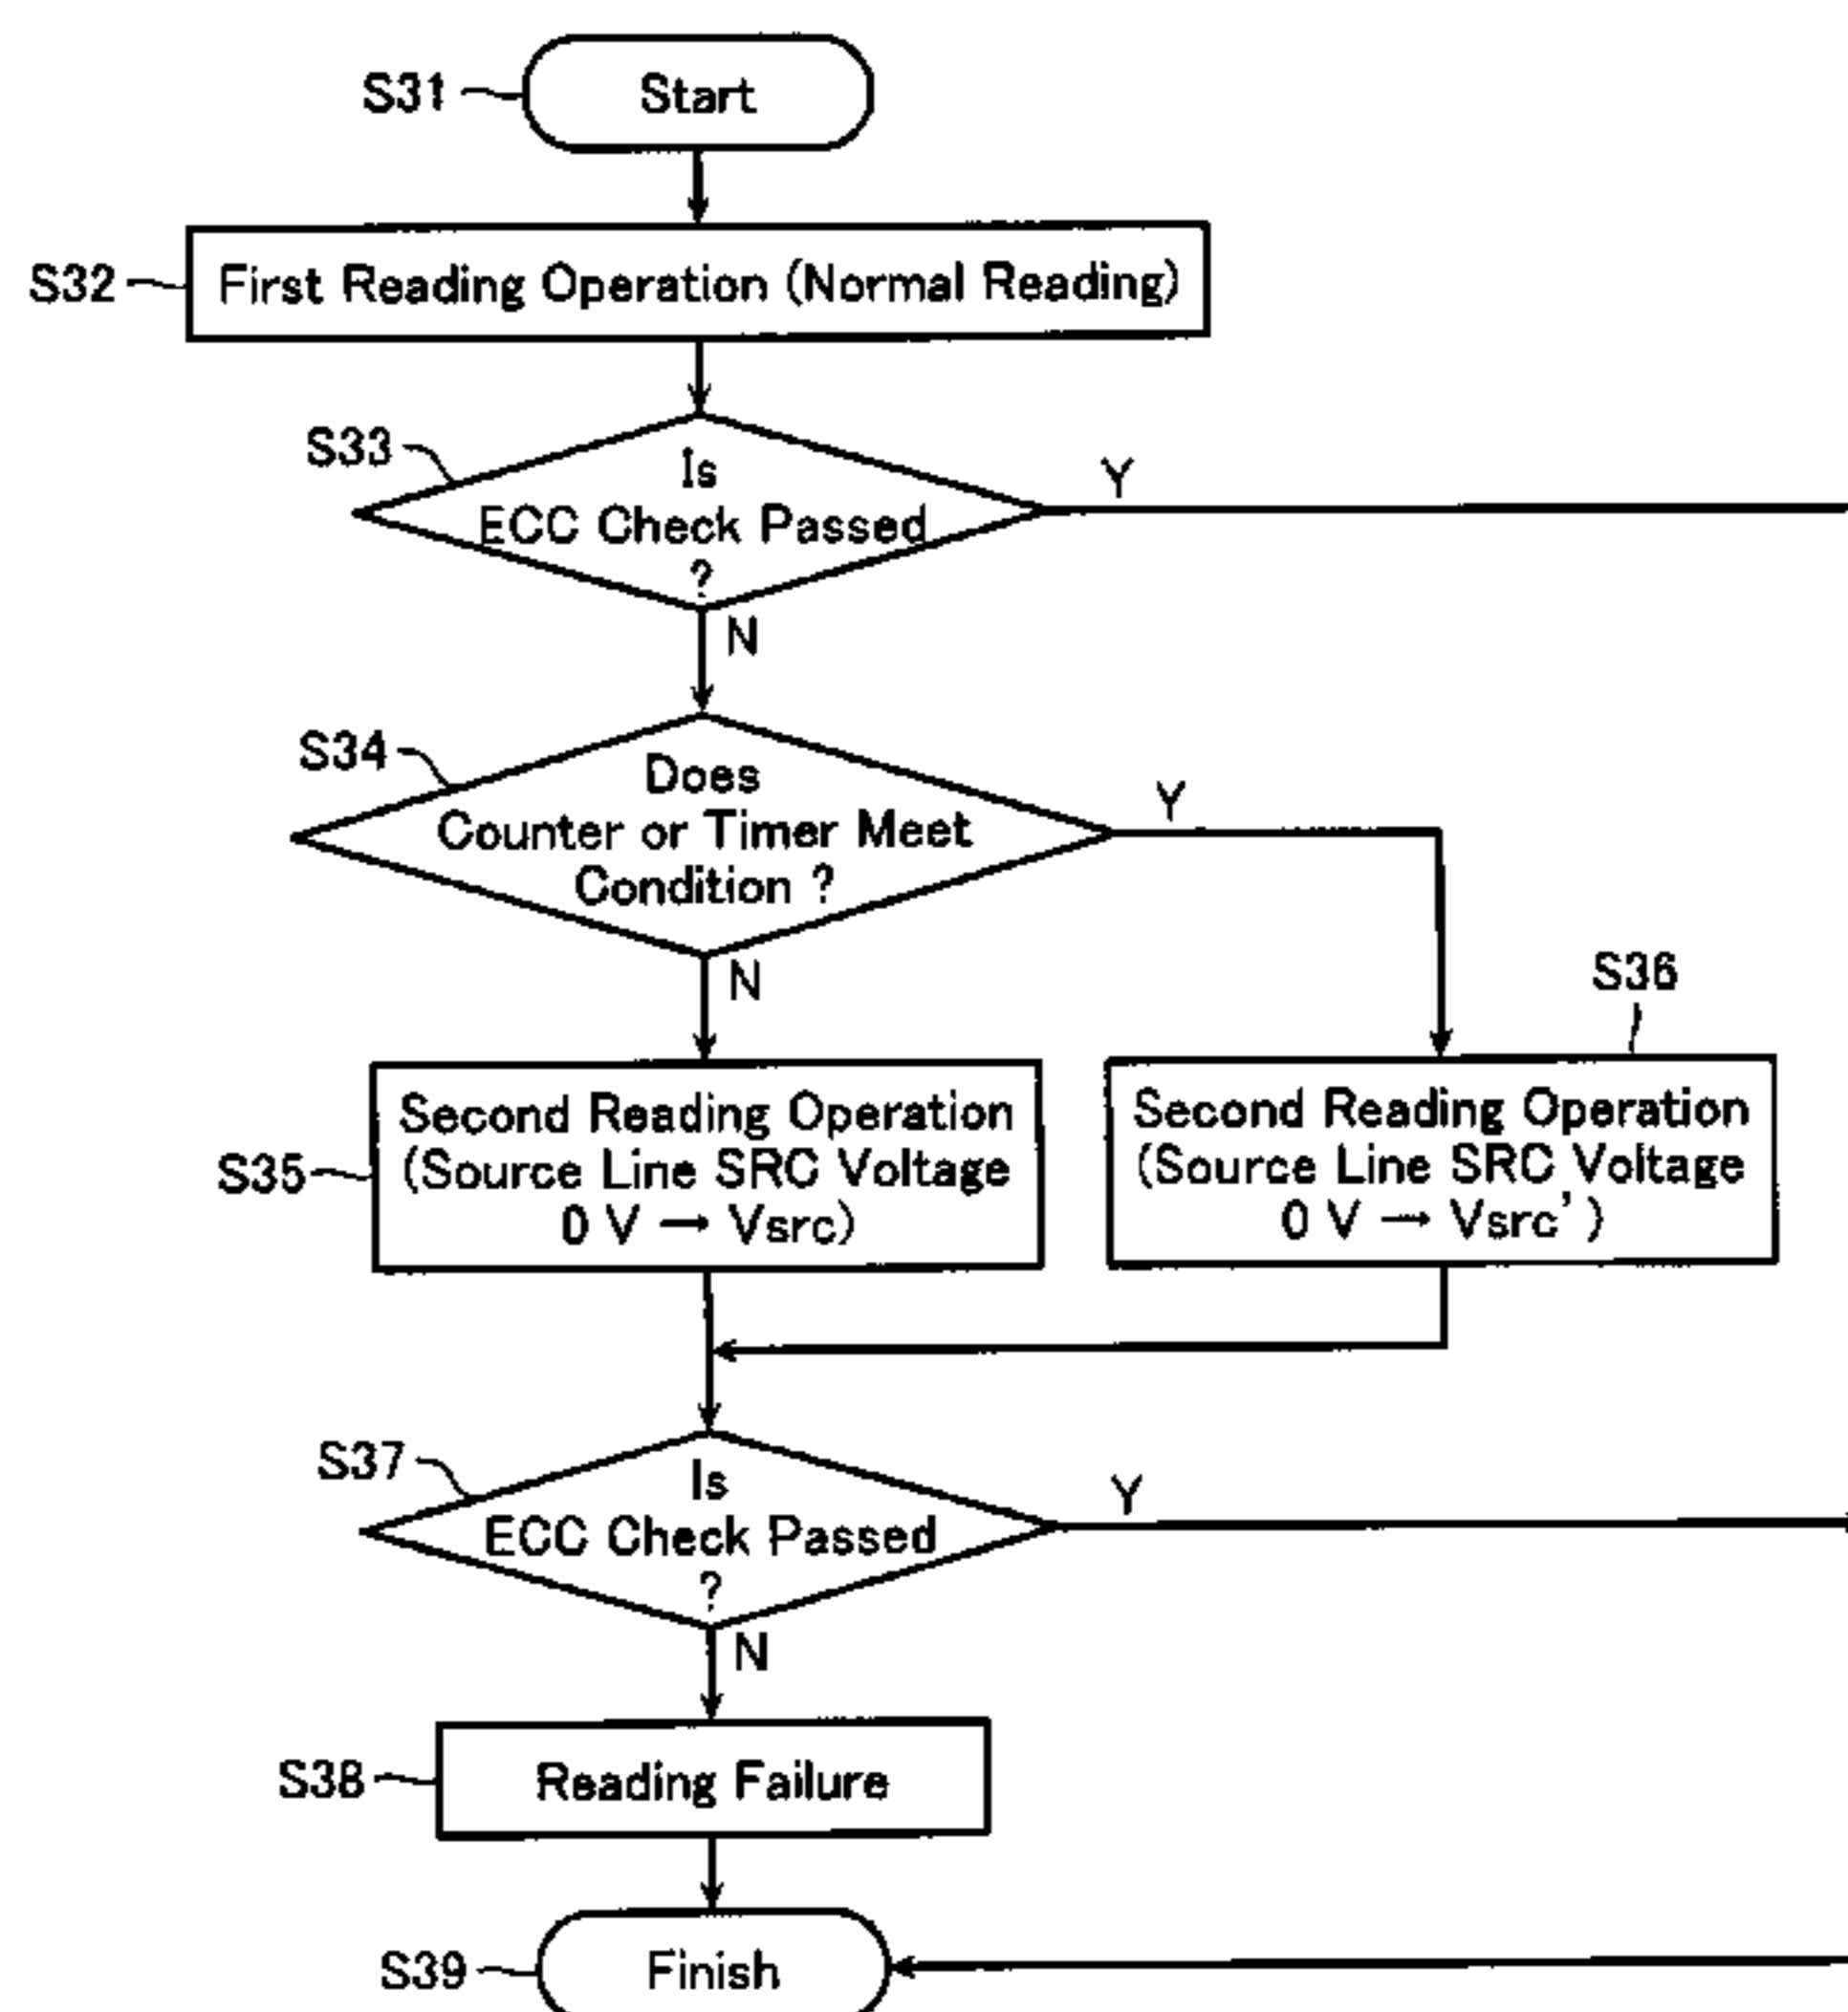 S31
Start
S32
First Reading Operation (Normal Reading)
S33
Is
ECC Check Passed
?
Y
N
S34
Does
Counter or Timer Meet
Condition ?
Y
N
S36
S35
Second Reading Operation
(Source Line SRC Voltage
0 V → Vsrc)
Second Reading Operation
(Source Line SRC Voltage
0 V → Vsrc')
S37
Is
ECC Check Passed
?
Y
N
S38
Reading Failure
S39
Finish